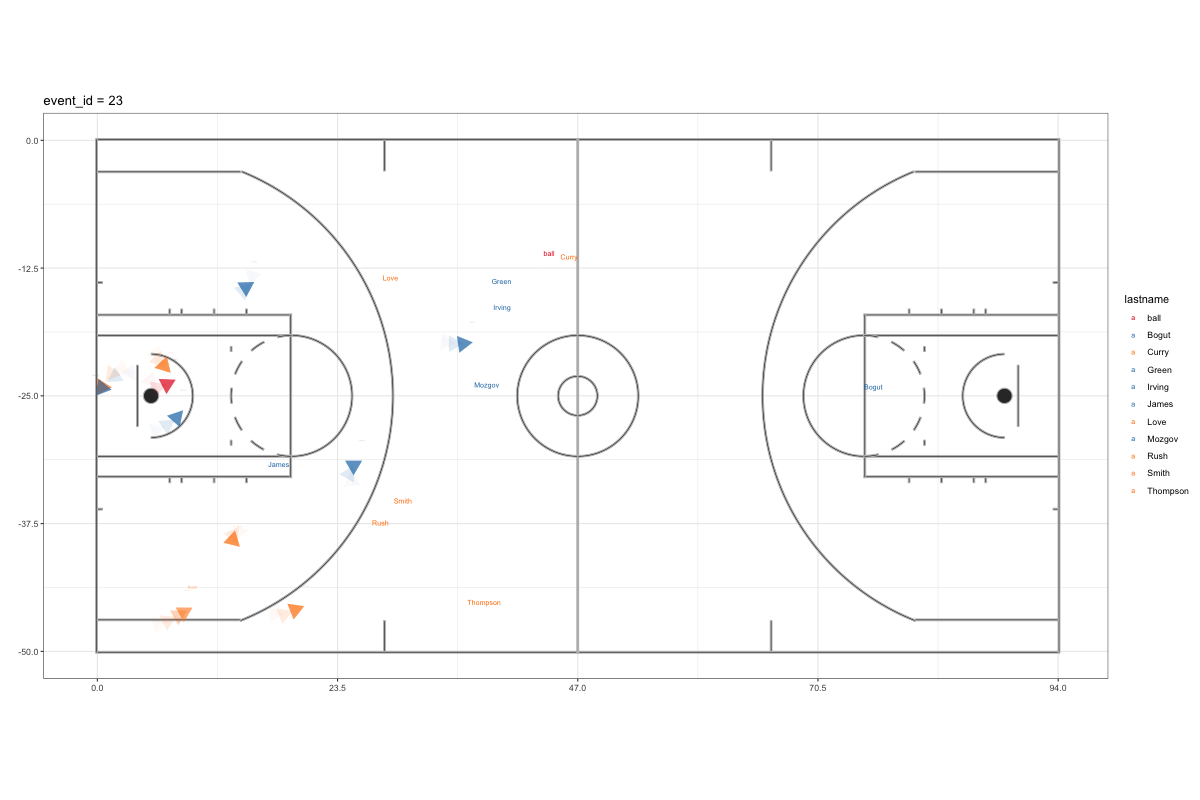 event_id = 23
0.0
-12.5
-25.0
-37.5
-50.0
ball
Curry
Love
Green
Irving
Mozgov
Bogut
James
Smith
Rush
Thompson
0.0
23.5
47.0
70.5
94.0
lastname
a ball
a Bogut
a Curry
a Green
a Irving
a James
a Love
a Mozgov
a Rush
a Smith
a Thompson